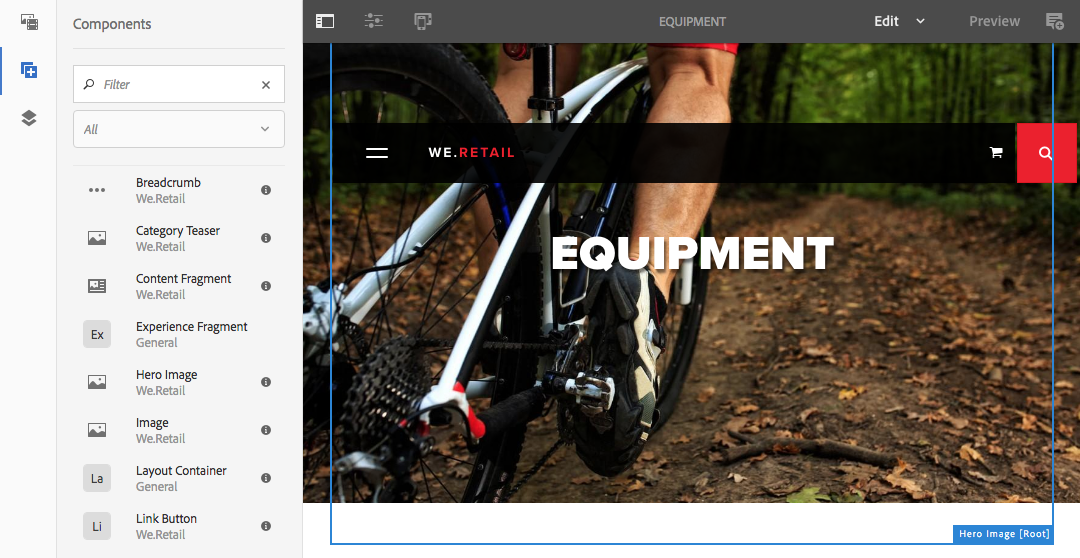 Components
Filter
All
Breadcrumb
We.Retail
Category Teaser
We.Retail
Content Fragment
We.Retail
Ex
Experience Fragment
General
Hero Image
We.Retail
Image
We.Retail
La
Layout Container
General
Li
Link Button
We.Retail
EQUIPMENT
Edit
Preview
WE.RETAIL
EQUIPMENT
Hero Image [Root]